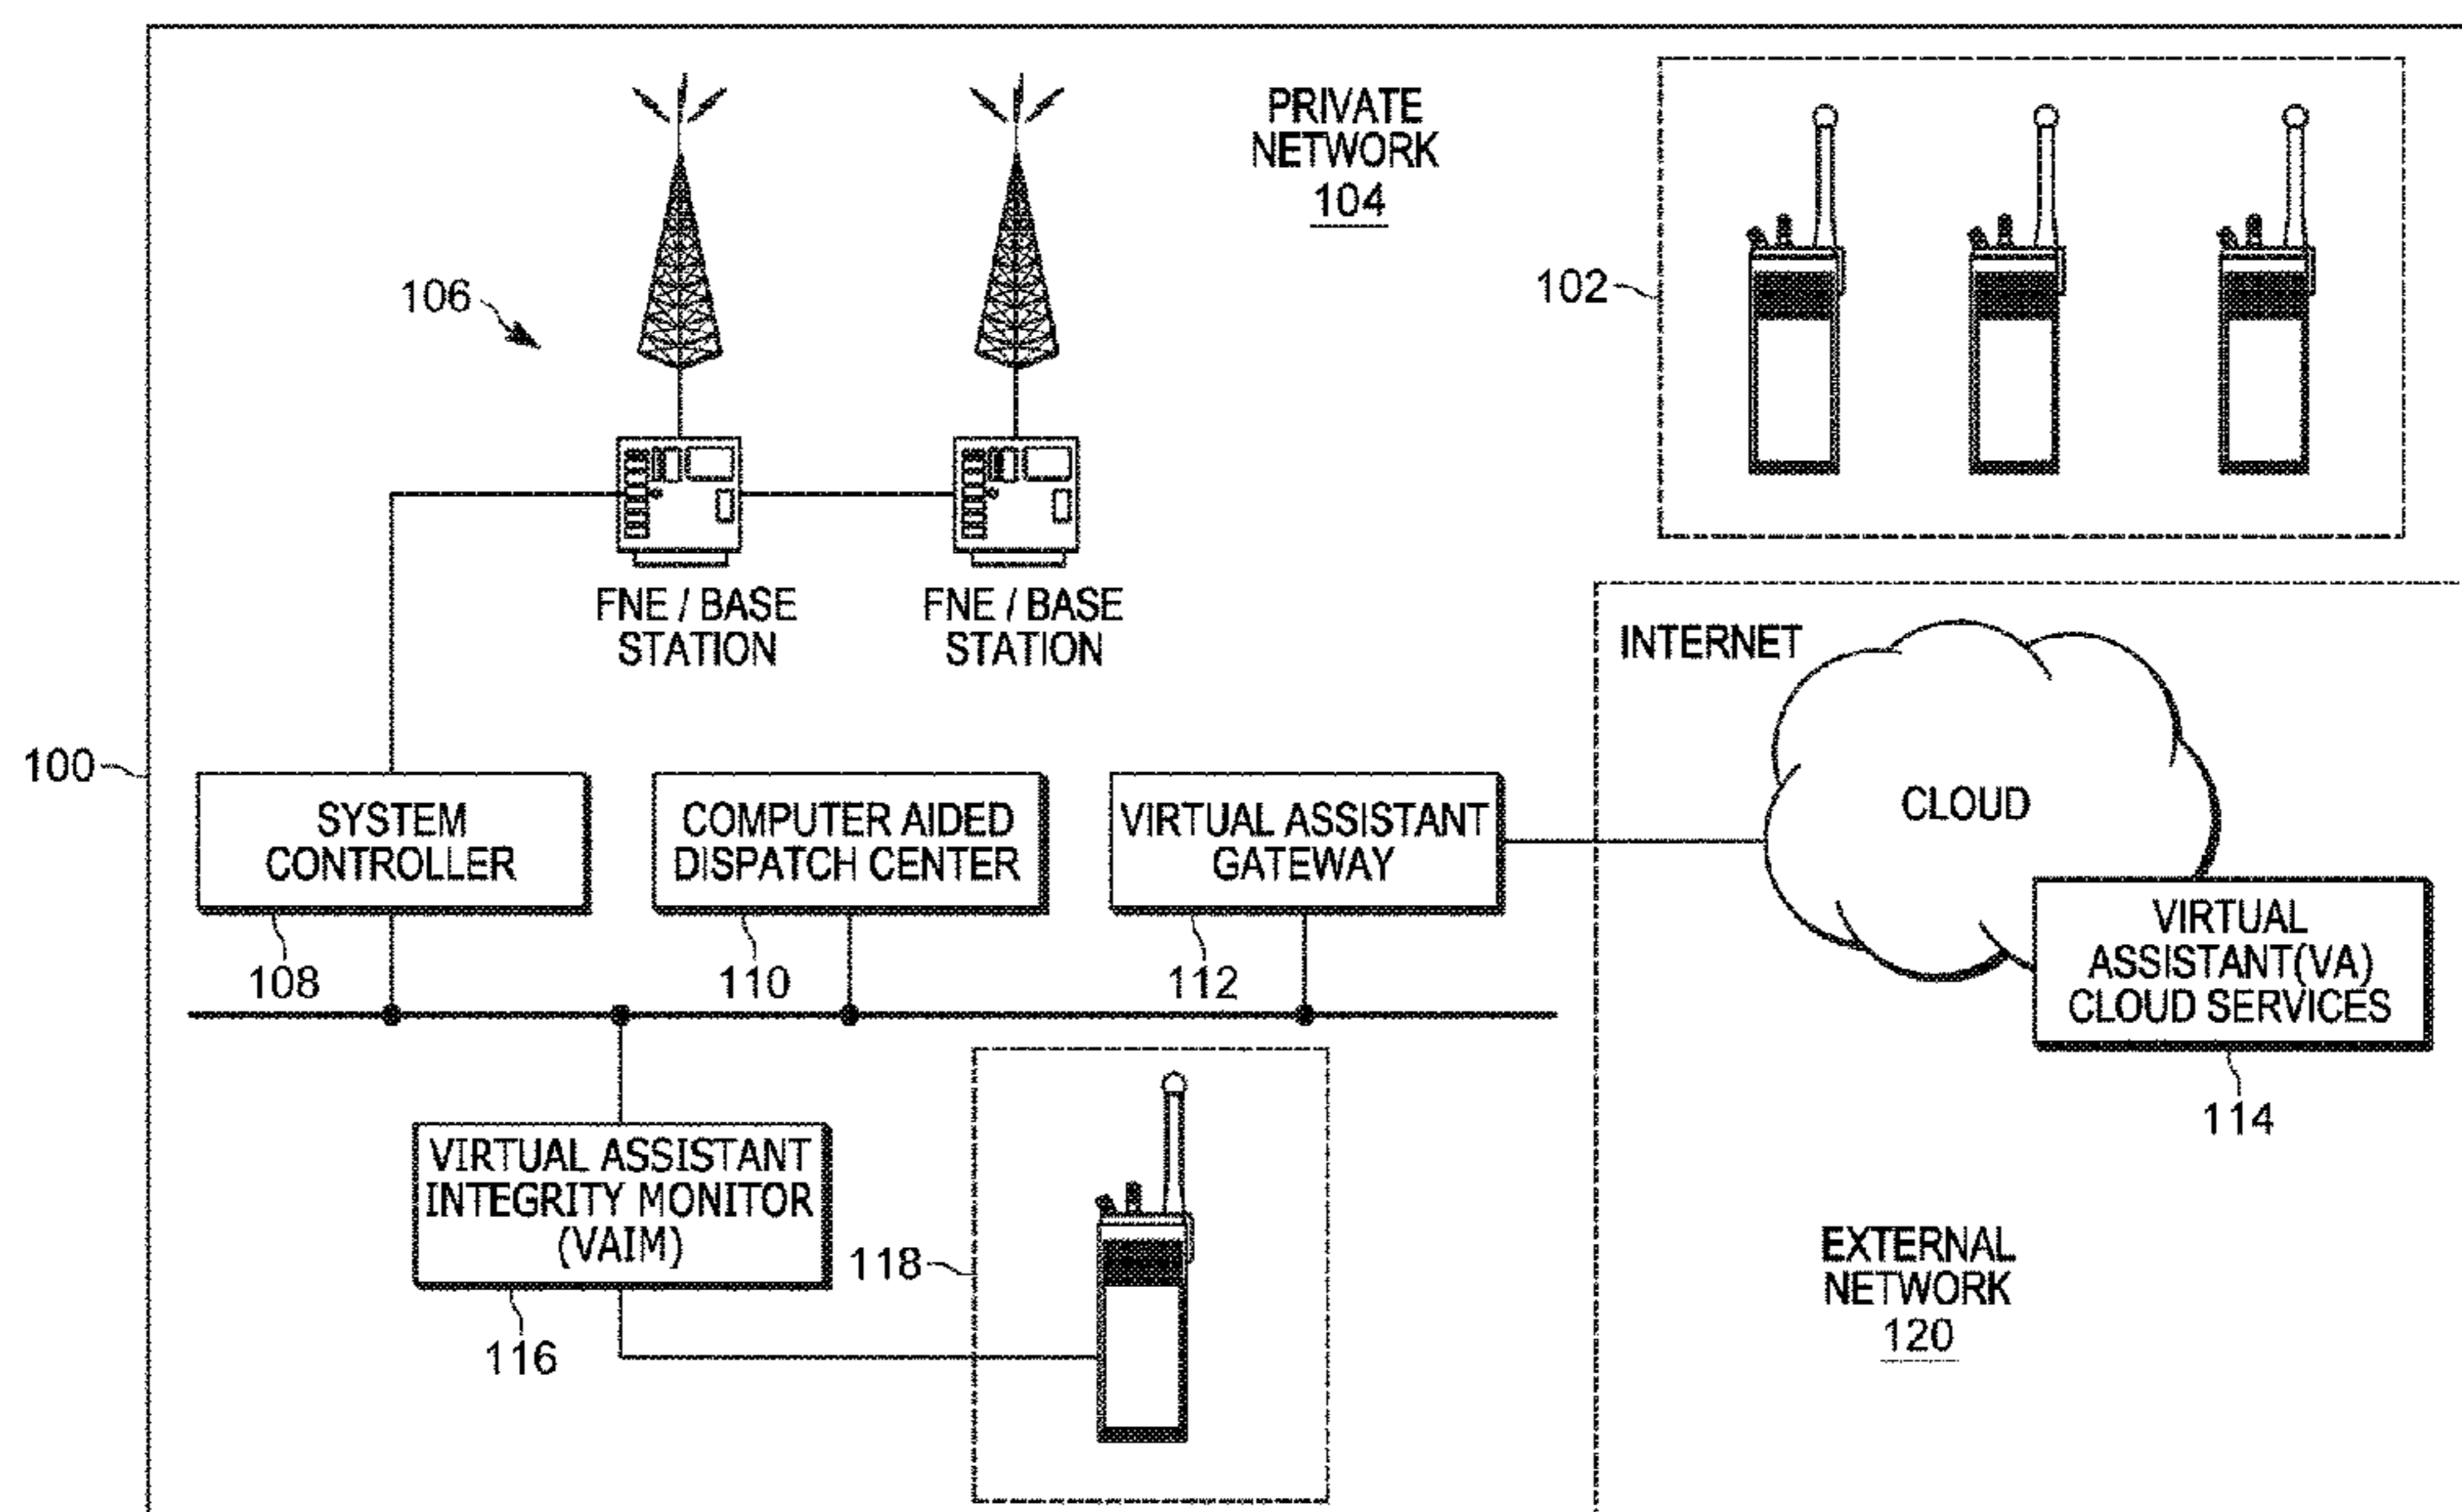 PRIVATE
NETWORK
104
106
102
FNE / BASE
STATION
FNE / BASE
STATION
INTERNET
100
SYSTEM
CONTROLLER
COMPUTER AIDED
DISPATCH CENTER
VIRTUAL ASSISTANT
GATEWAY
CLOUD
VIRTUAL
ASSISTANT(VA)
CLOUD SERVICES
108
110
112
114
VIRTUAL ASSISTANT
INTEGRITY MONITOR
(VAIM)
116
118
EXTERNAL
NETWORK
120